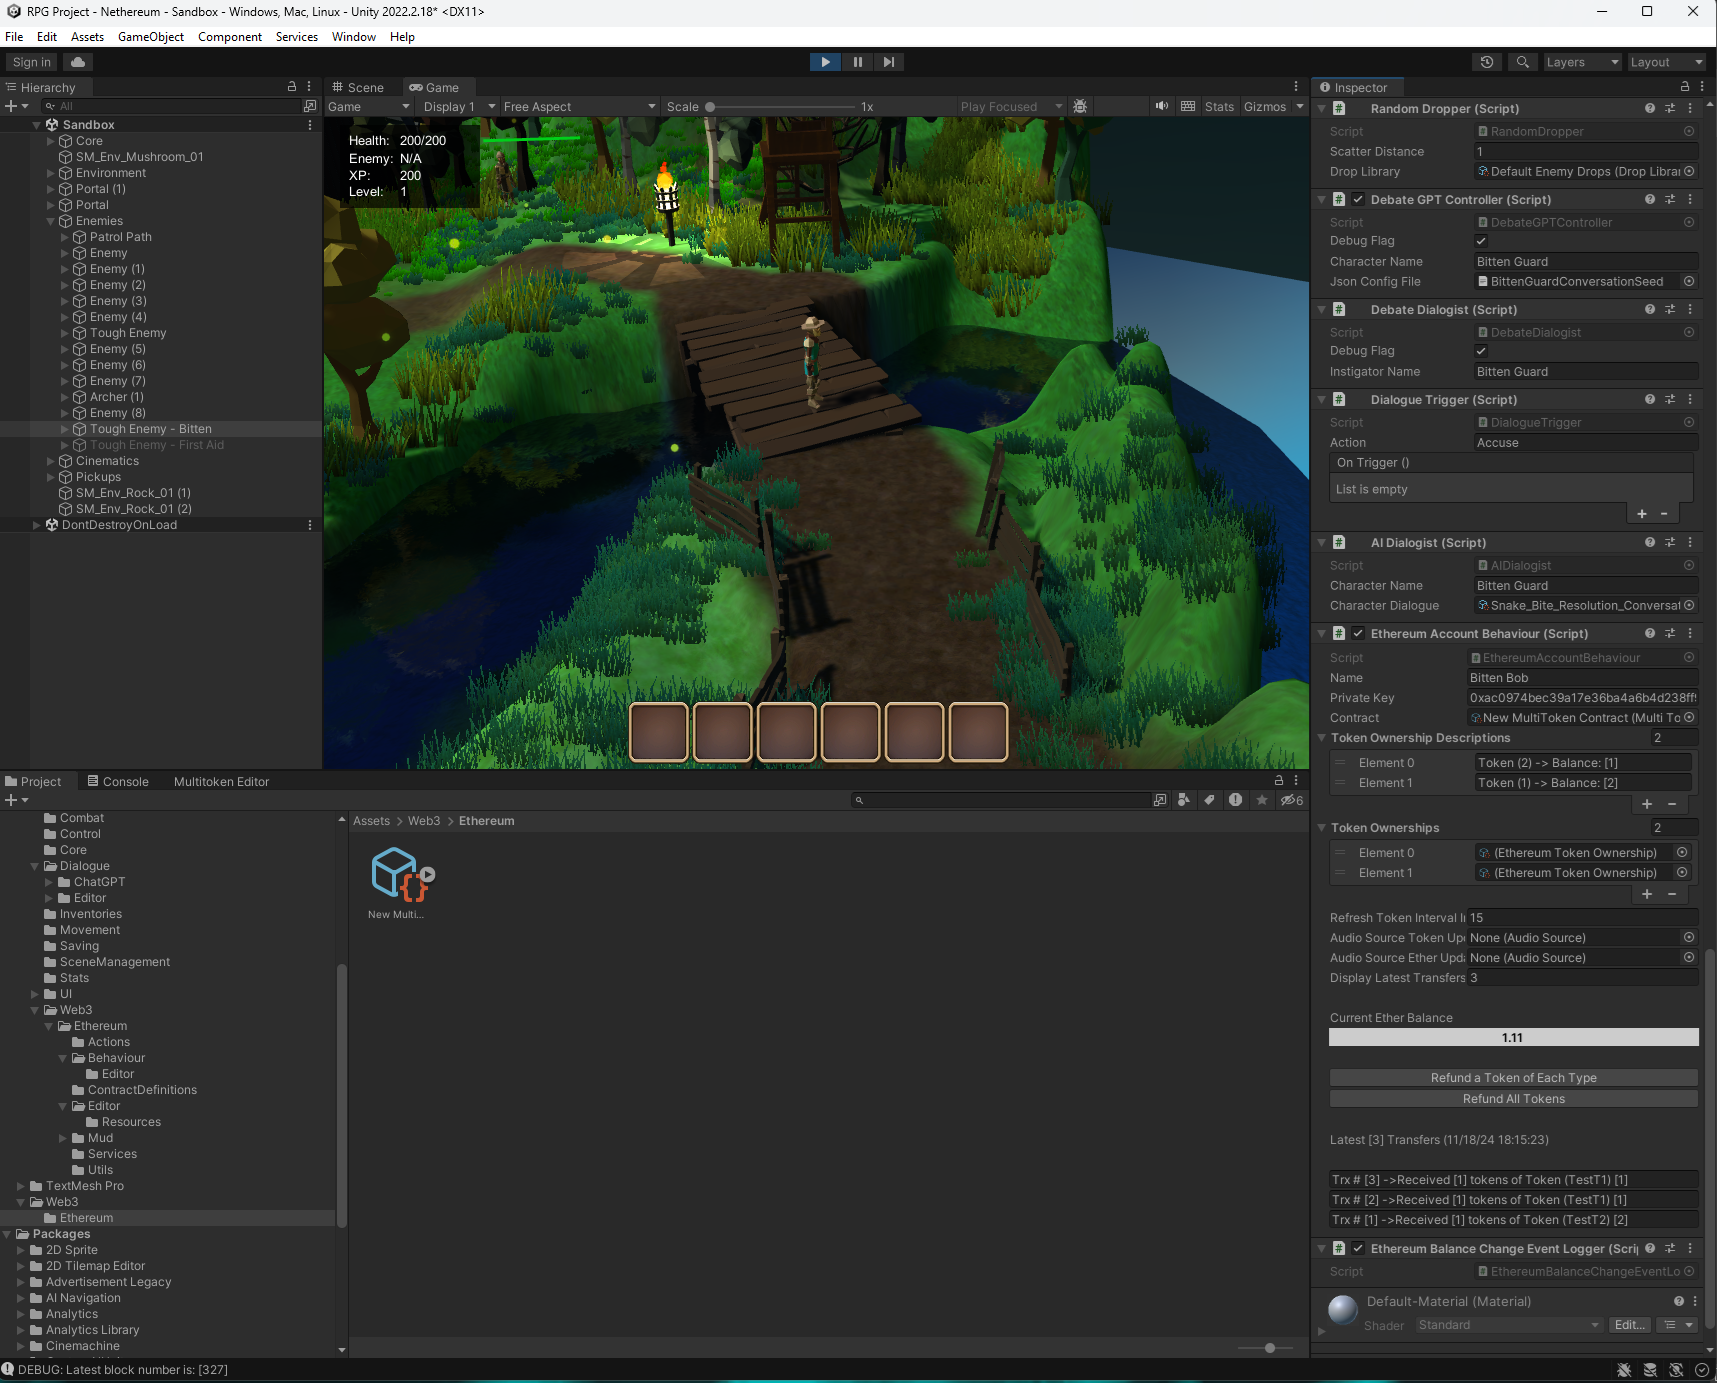 RPG Project - Nethereum - Sandbox - Windows, Mac, Linux - Unity 2022.2.18* <DX11>
File Edit Assets GameObject Component Services Window Help
Sign in
Layers Layout
Hierarchy
All
Sandbox
Core
SM_Env_Mushroom_01
Environment
Portal (1)
Portal
Enemies
Patrol Path
Enemy
Enemy (1)
Enemy (2)
Enemy (3)
Enemy (4)
Tough Enemy
Enemy (5)
Enemy (6)
Enemy (7)
Archer (1)
Enemy (8)
Tough Enemy - Bitten
Tough Enemy - First Aid
Cinematics
Pickups
SM_Env_Rock_01 (1)
SM_Env_Rock_01 (2)
DontDestroyOnLoad
Scene Game
Game Display 1 Free Aspect Scale 1x Play Focused Stats Gizmos
Health: 200/200
Enemy: N/A
XP: 200
Level: 1
Inspector
Random Dropper (Script)
Script RandomDropper
Scatter Distance 1
Drop Library Default Enemy Drops (Drop Librar
Debate GPT Controller (Script)
Script DebateGPTController
Debug Flag
Character Name Bitten Guard
Json Config File BittenGuardConversationSeed
Debate Dialogist (Script)
Script DebateDialogist
Debug Flag
Instigator Name Bitten Guard
Dialogue Trigger (Script)
Script DialogueTrigger
Action Accuse
On Trigger ()
List is empty
+ -
AI Dialogist (Script)
Script AIDialogist
Character Name Bitten Guard
Character Dialogue Snake_Bite_Resolution_Conversat
Ethereum Account Behaviour (Script)
Script EthereumAccountBehaviour
Name Bitten Bob
Private Key 0xac0974bec39a17e36ba4a6b4d238ff
Contract New MultiToken Contract (Multi To
Token Ownership Descriptions 2
Element 0 Token (2) -> Balance: [1]
Element 1 Token (1) -> Balance: [2]
+ -
Token Ownerships 2
Element 0 (Ethereum Token Ownership)
Element 1 (Ethereum Token Ownership)
+ -
Refresh Token Interval In 15
Audio Source Token Upd None (Audio Source)
Audio Source Ether Upda None (Audio Source)
Display Latest Transfers 3
Current Ether Balance
1.11
Refund a Token of Each Type
Refund All Tokens
Latest [3] Transfers (11/18/24 18:15:23)
Trx # [3] ->Received [1] tokens of Token (TestT1) [1]
Trx # [2] ->Received [1] tokens of Token (TestT1) [1]
Trx # [1] ->Received [1] tokens of Token (TestT2) [2]
Ethereum Balance Change Event Logger (Scrip
Script EthereumBalanceChangeEventLo
Default-Material (Material)
Shader Standard Edit...
Project Console Multitoken Editor
6
Combat
Control
Core
Dialogue
ChatGPT
Editor
Inventories
Movement
Saving
SceneManagement
Stats
UI
Web3
Ethereum
Actions
Behaviour
Editor
ContractDefinitions
Editor
Resources
Mud
Services
Utils
TextMesh Pro
Web3
Ethereum
Packages
2D Sprite
2D Tilemap Editor
Advertisement Legacy
AI Navigation
Analytics
Analytics Library
Cinemachine
Assets > Web3 > Ethereum
New Multi...
DEBUG: Latest block number is: [327]